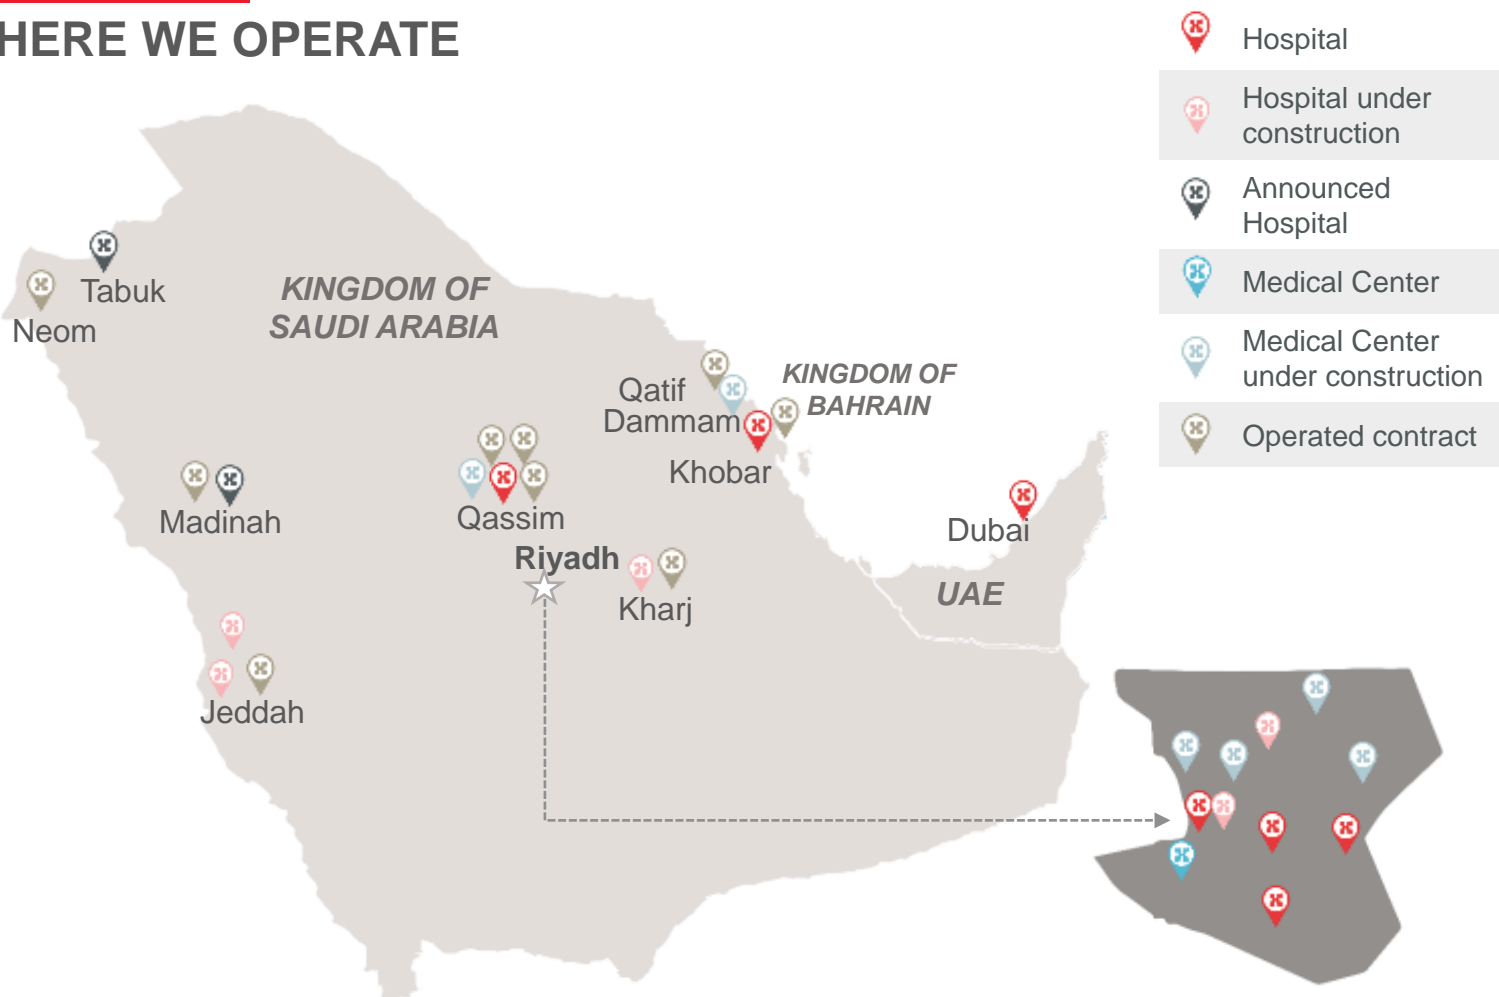 HERE WE OPERATE
Hospital
Hospital under
construction
Announced
Hospital
Medical Center
Medical Center
under construction
Operated contract
Tabuk
Neom
KINGDOM OF
SAUDI ARABIA
Qatif
Dammam
KINGDOM OF
BAHRAIN
Khobar
Madinah
Qassim
Riyadh
Kharj
Dubai
UAE
Jeddah